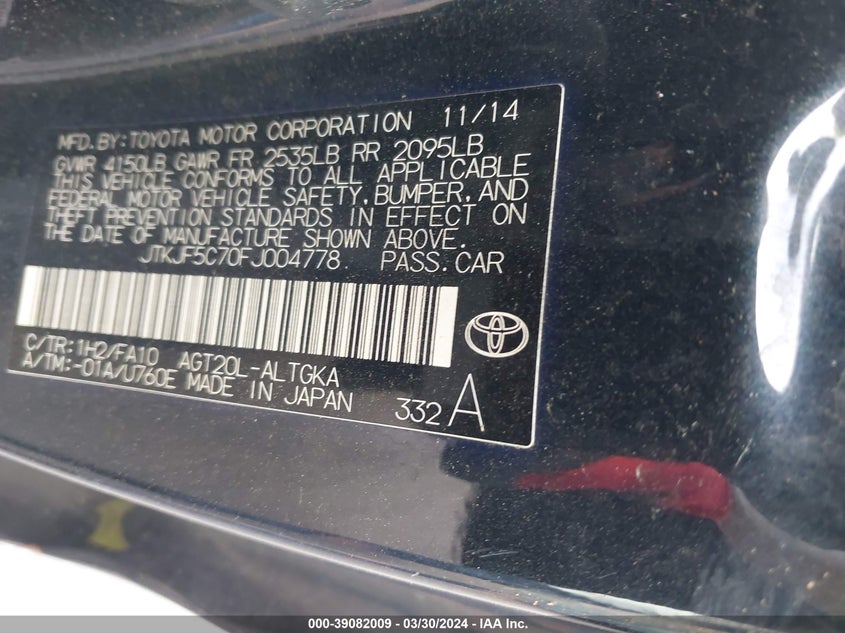 MFD.BY:TOYOTA MOTOR CORPORATION 11/14
GVWR 4150LB GAWR FR 2535LB RR 2095LB
THIS VEHICLE CONFORMS TO ALL APPLICABLE
FEDERAL MOTOR VEHICLE SAFETY,BUMPER,AND
THEFT PREVENTION STANDARDS IN EFFECT ON
THE DATE OF MANUFACTURE SHOWN ABOVE.
JTKJF5C70FJ004778. PASS.CAR
C/TR:1H2/FA10 AGT20L-ALTGKA
A/TM:-01A/U760E MADE IN JAPAN
332 A
000-39082009 / 03/30/2024 - IAA Inc.